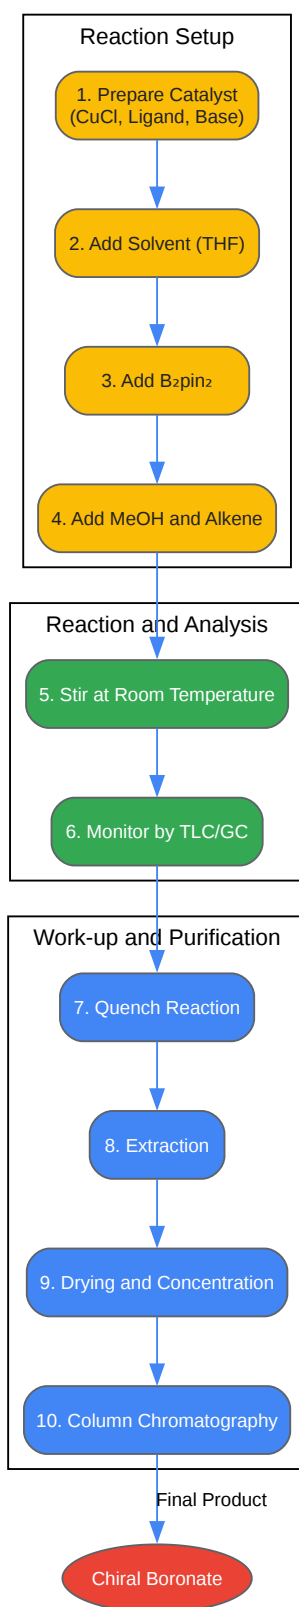 Reaction Setup
1. Prepare Catalyst
(CuCl, Ligand, Base)
2. Add Solvent (THF)
3. Add B₂pin₂
4. Add MeOH and Alkene
Reaction and Analysis
5. Stir at Room Temperature
6. Monitor by TLC/GC
Work-up and Purification
7. Quench Reaction
8. Extraction
9. Drying and Concentration
10. Column Chromatography
Final Product
Chiral Boronate